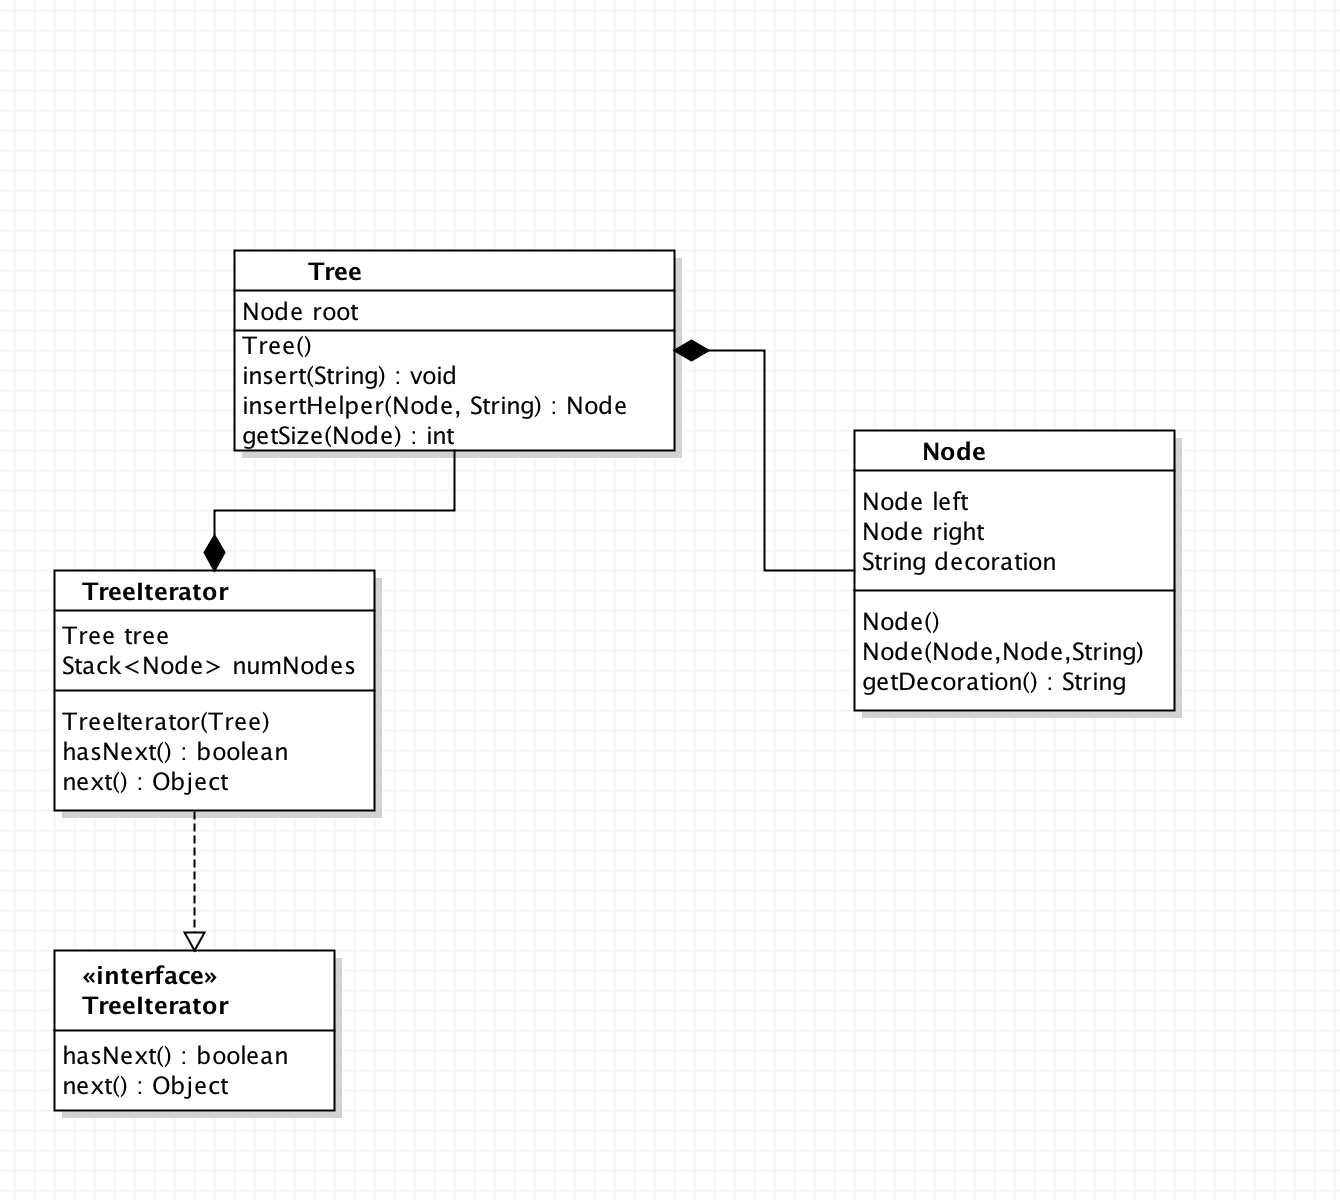 Tree
Node root
Tree()
insert(String) : void
insertHelper(Node, String) : Node
getSize(Node) : int
Node
Node left
Node right
String decoration
Node()
Node(Node,Node,String)
getDecoration() : String
TreeIterator
Tree tree
Stack<Node> numNodes
TreeIterator(Tree)
hasNext() : boolean
next() : Object
«interface»
TreeIterator
hasNext() : boolean
next() : Object